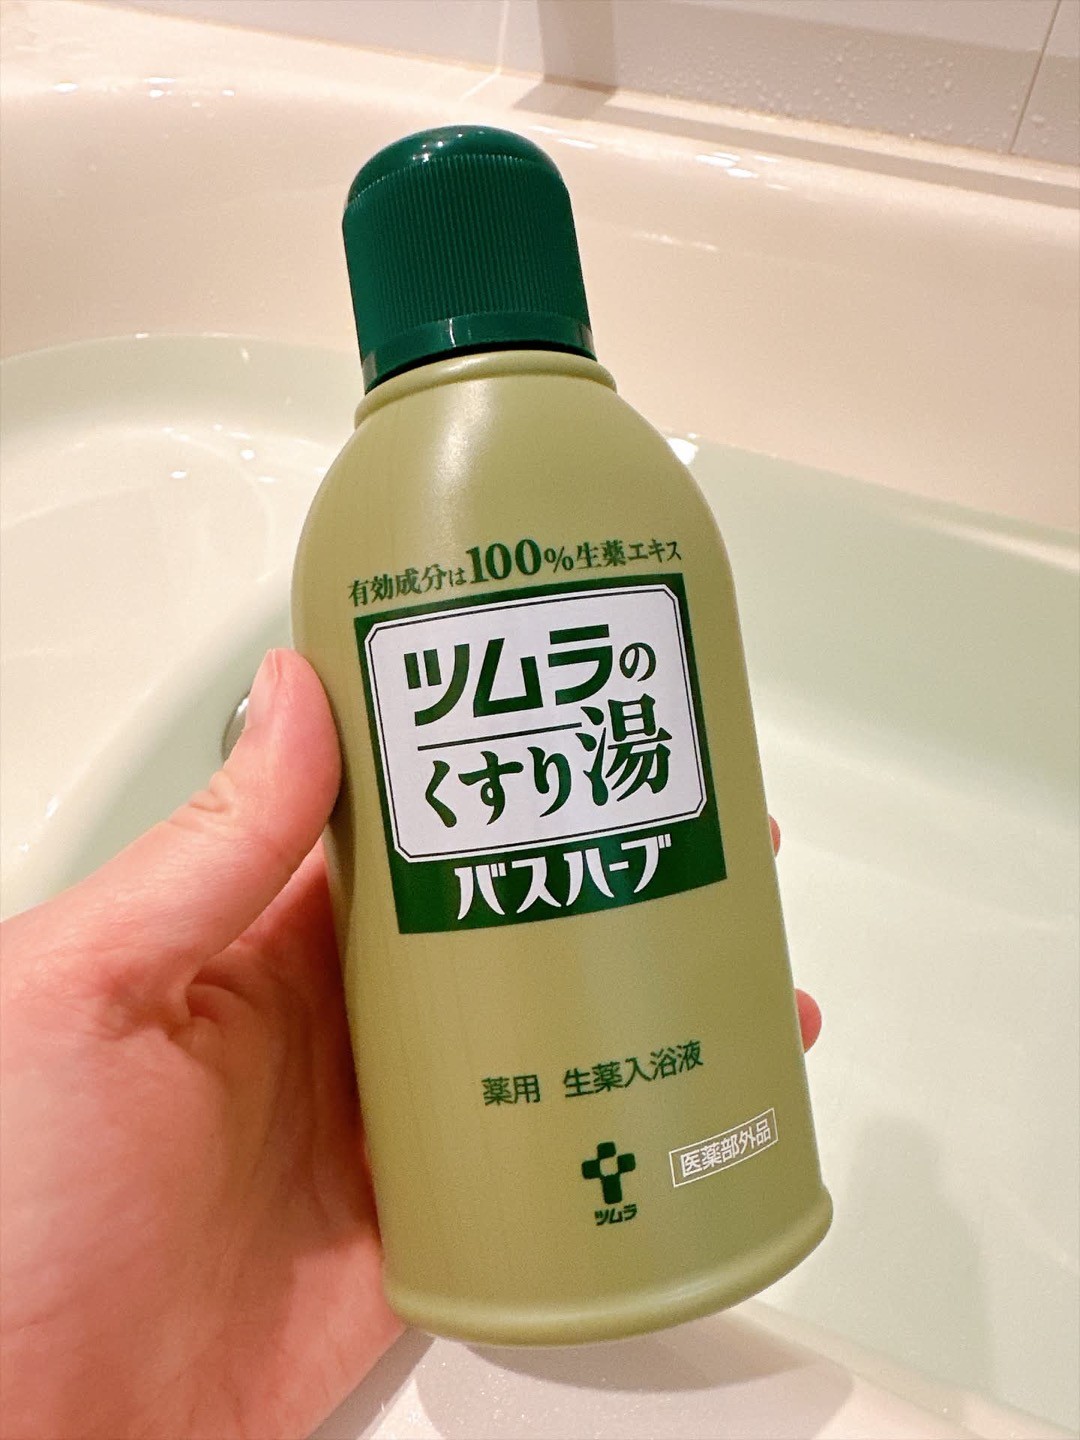 有効成分は100%生薬エキス
ツムラの
くすり湯
バスハーブ
薬用 生薬入浴液
医薬部外品
ツムラ